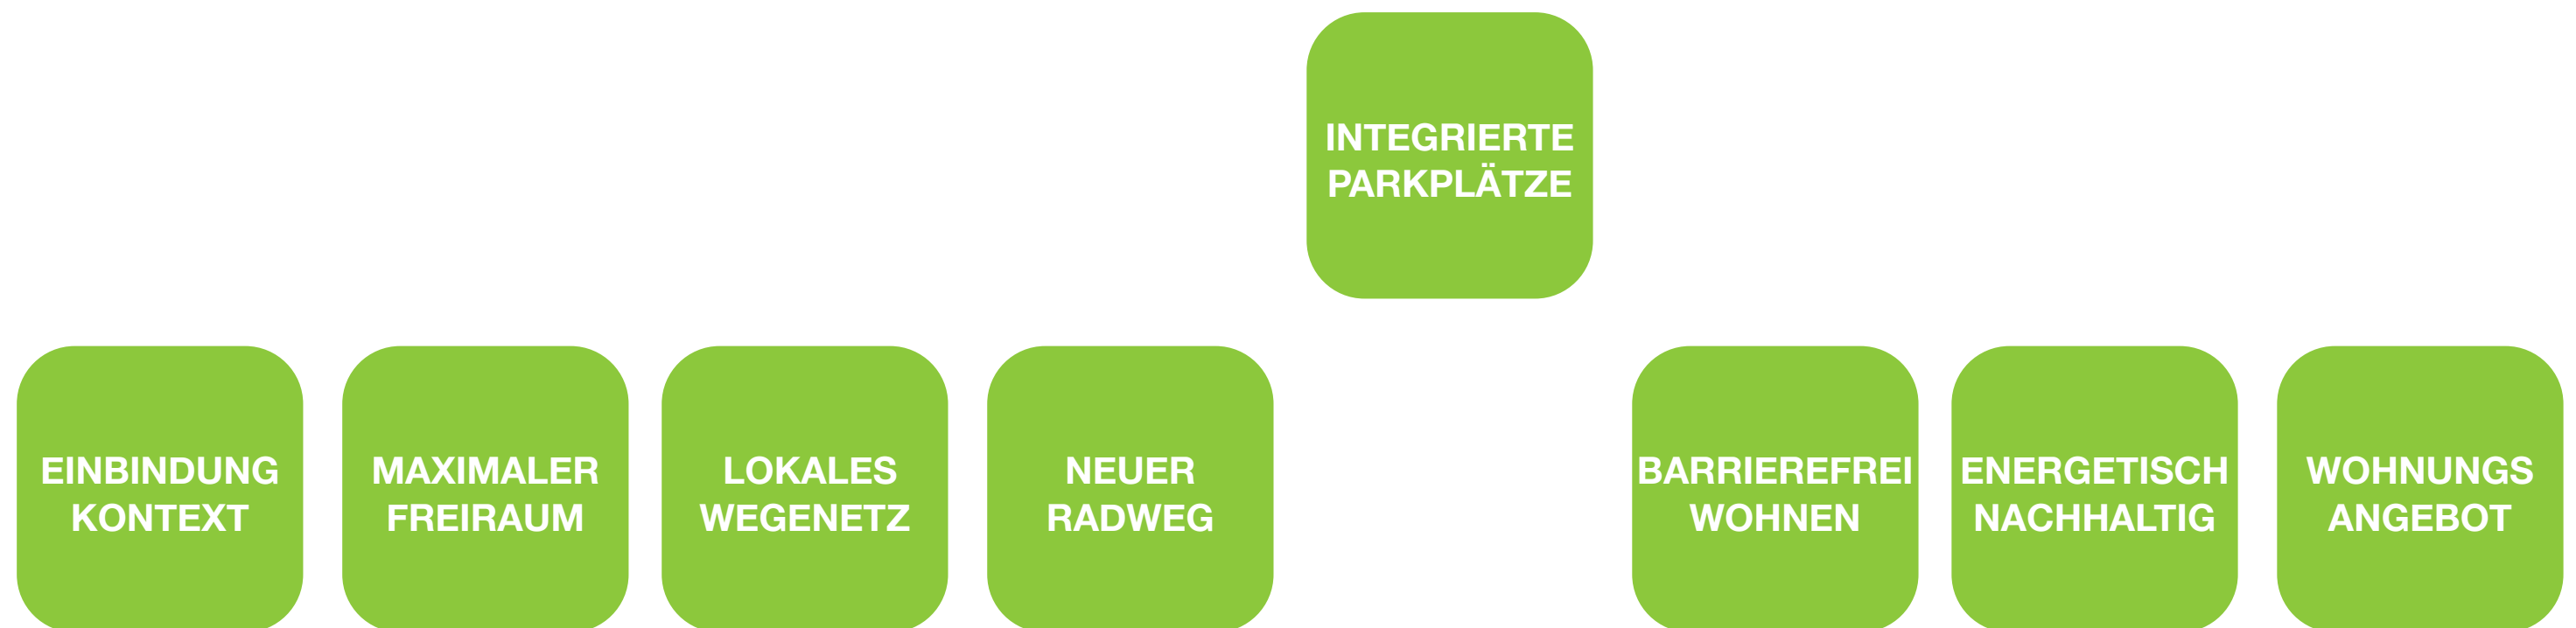 INTEGRIERTE
PARKPLÄTZE
EINBINDUNG
KONTEXT
MAXIMALER
FREIRAUM
LOKALES
WEGENETZ
NEUER
RADWEG
BARRIEREFREI
WOHNEN
ENERGETISCH
NACHHALTIG
WOHNUNGS
ANGEBOT